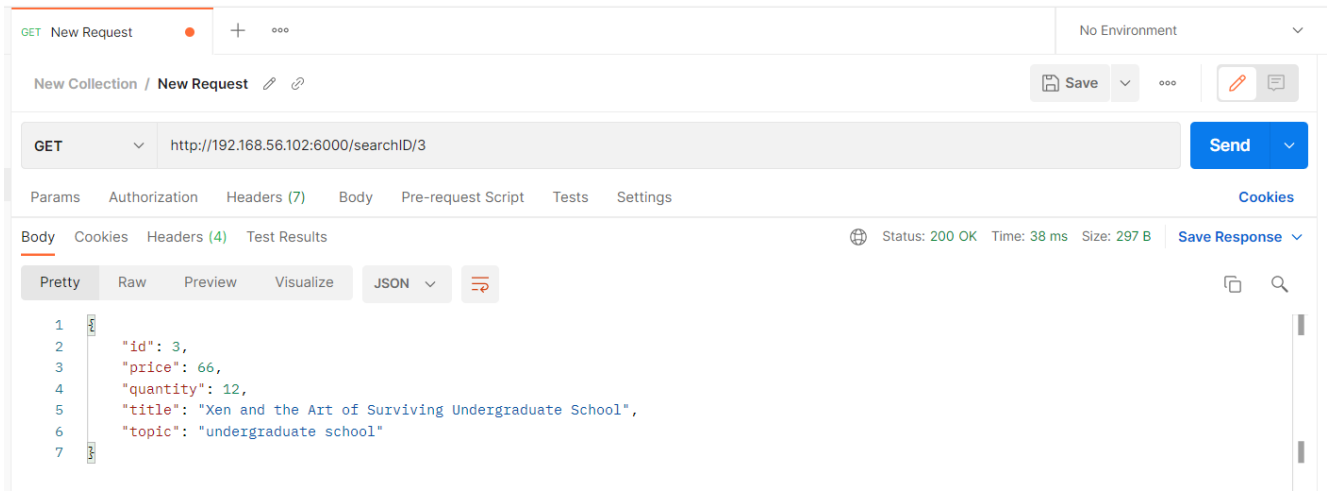 GET New Request
No Environment
New Collection / New Request
Save
GET http://192.168.56.102:6000/searchID/3 Send
Params Authorization Headers (7) Body Pre-request Script Tests Settings Cookies
Body Cookies Headers (4) Test Results Status: 200 OK Time: 38 ms Size: 297 B Save Response
Pretty Raw Preview Visualize JSON
1 {
2 "id": 3,
3 "price": 66,
4 "quantity": 12,
5 "title": "Xen and the Art of Surviving Undergraduate School",
6 "topic": "undergraduate school"
7 }